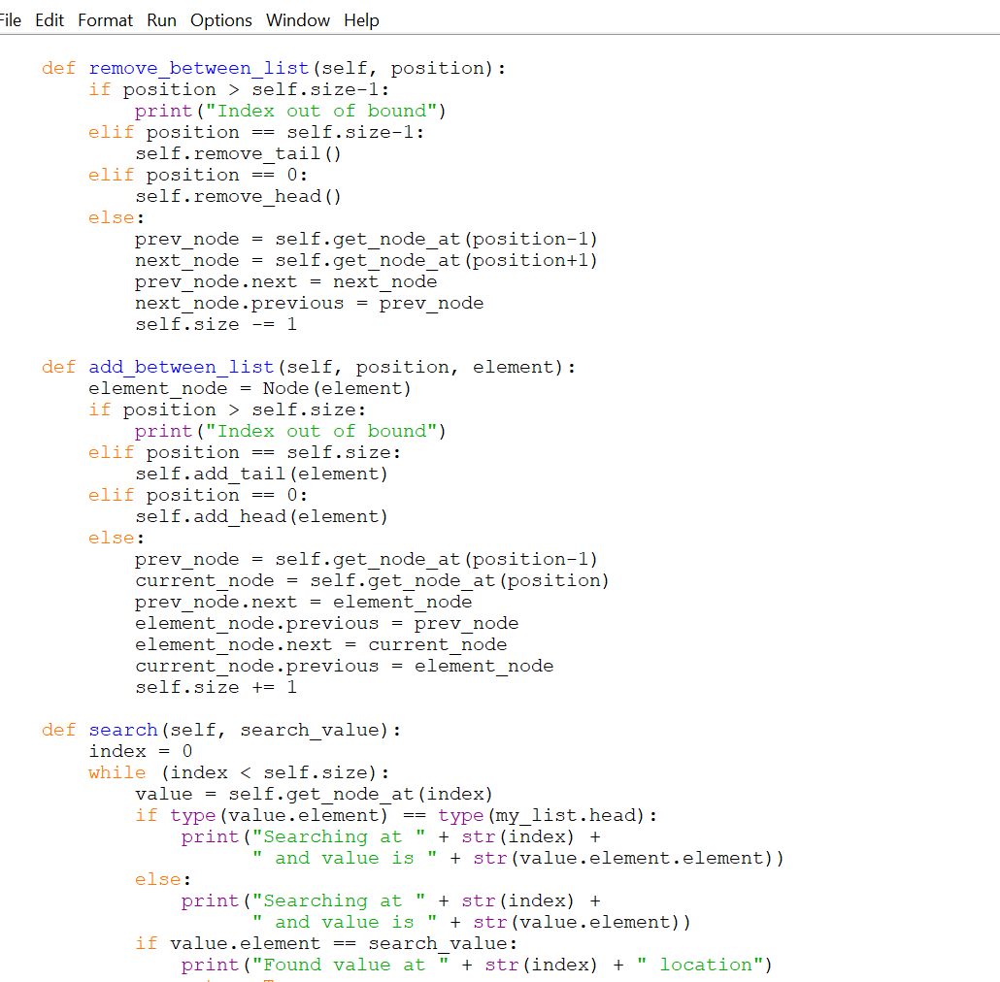 File Edit Format Run Options Window Help
    def remove_between_list(self, position):
        if position > self.size-1:
            print("Index out of bound")
        elif position == self.size-1:
            self.remove_tail()
        elif position == 0:
            self.remove_head()
        else:
            prev_node = self.get_node_at(position-1)
            next_node = self.get_node_at(position+1)
            prev_node.next = next_node
            next_node.previous = prev_node
            self.size -= 1

    def add_between_list(self, position, element):
        element_node = Node(element)
        if position > self.size:
            print("Index out of bound")
        elif position == self.size:
            self.add_tail(element)
        elif position == 0:
            self.add_head(element)
        else:
            prev_node = self.get_node_at(position-1)
            current_node = self.get_node_at(position)
            prev_node.next = element_node
            element_node.previous = prev_node
            element_node.next = current_node
            current_node.previous = element_node
            self.size += 1

    def search(self, search_value):
        index = 0
        while (index < self.size):
            value = self.get_node_at(index)
            if type(value.element) == type(my_list.head):
                print("Searching at " + str(index) +
                      " and value is " + str(value.element.element))
            else:
                print("Searching at " + str(index) +
                      " and value is " + str(value.element))
            if value.element == search_value:
                print("Found value at " + str(index) + " location")